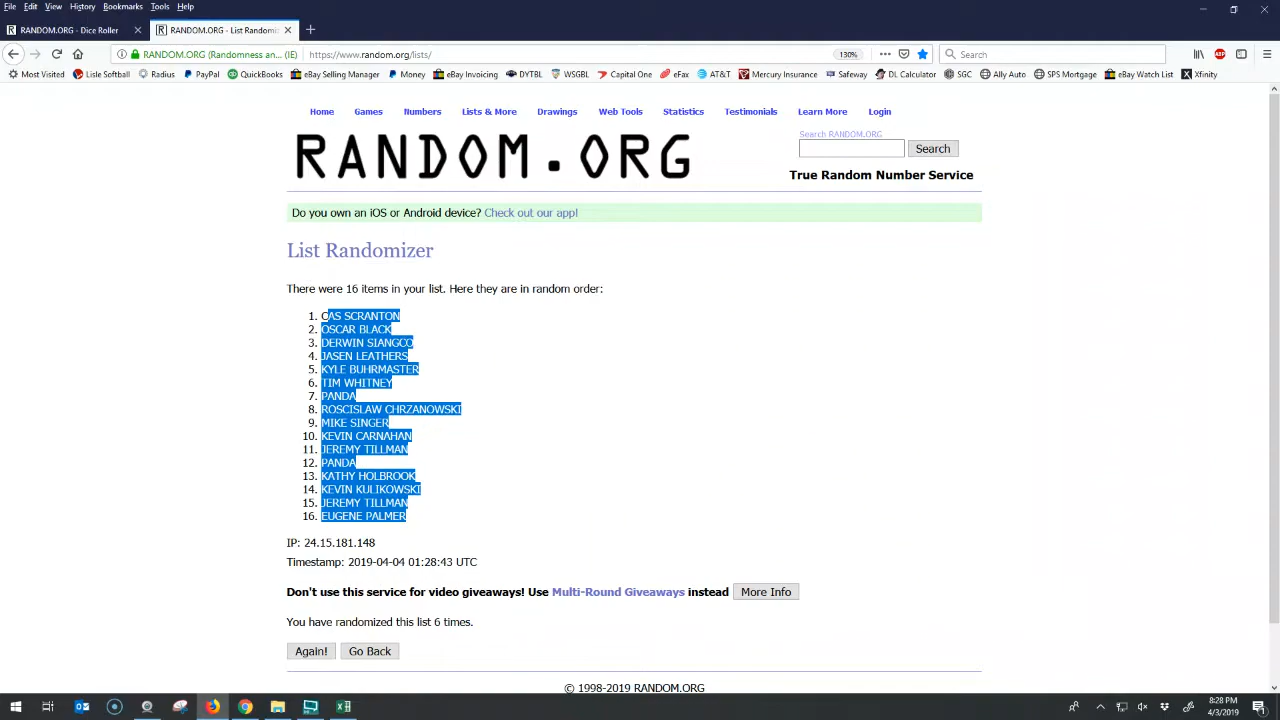 File Edit View History Bookmarks Tools Help
RANDOM.ORG - Dice Roller
RANDOM.ORG - List Randomiz
RANDOM.ORG (Randomness an... (IE)
https://www.random.org/lists/
130%
Search
Most Visited Lisle Softball Radius PayPal QuickBooks eBay Selling Manager Money eBay Invoicing DYTBL WSGBL Capital One eFax AT&T Mercury Insurance Safeway DL Calculator SGC Ally Auto SPS Mortgage eBay Watch List Xfinity
Home Games Numbers Lists & More Drawings Web Tools Statistics Testimonials Learn More Login
RANDOM.ORG
Search RANDOM.ORG
Search
True Random Number Service
Do you own an iOS or Android device? Check out our app!
List Randomizer
There were 16 items in your list. Here they are in random order:
1. CAS SCRANTON
2. OSCAR BLACK
3. DERWIN SIANGCO
4. JASEN LEATHERS
5. KYLE BUHRMASTER
6. TIM WHITNEY
7. PANDA
8. ROSCISLAW CHRZANOWSKI
9. MIKE SINGER
10. KEVIN CARNAHAN
11. JEREMY TILLMAN
12. PANDA
13. KATHY HOLBROOK
14. KEVIN KULIKOWSKI
15. JEREMY TILLMAN
16. EUGENE PALMER
IP: 24.15.181.148
Timestamp: 2019-04-04 01:28:43 UTC
Don't use this service for video giveaways! Use Multi-Round Giveaways instead More Info
You have randomized this list 6 times.
Again! Go Back
© 1998-2019 RANDOM.ORG
8:28 PM
4/3/2019